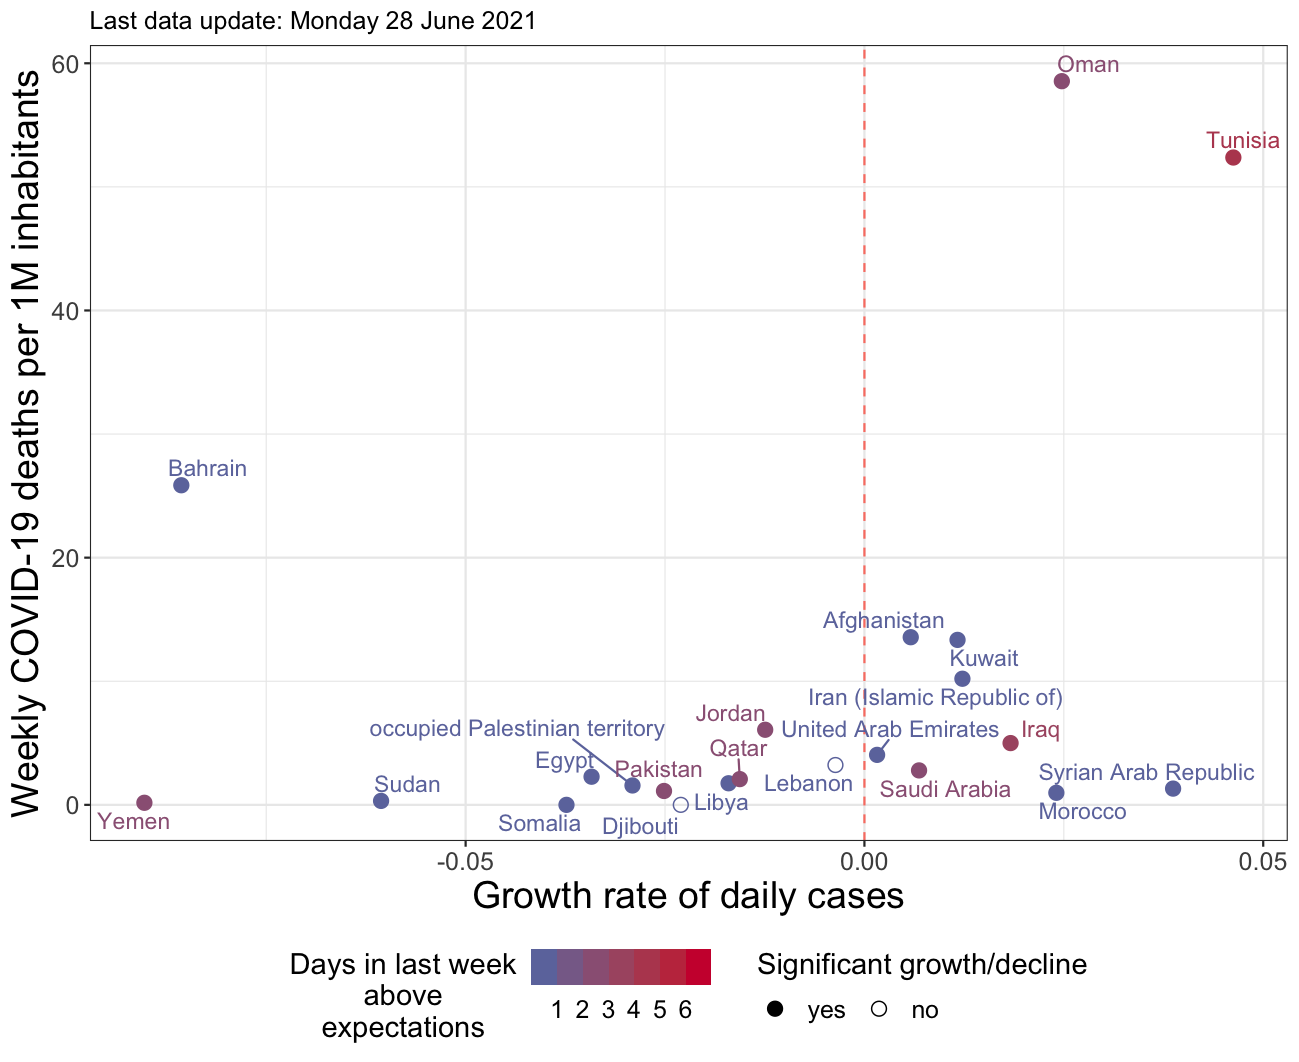 Last data update: Monday 28 June 2021
Weekly COVID-19 deaths per 1M inhabitants
60
40
20
0
Oman
Tunisia
Bahrain
Afghanistan
Kuwait
Iran (Islamic Republic of)
Jordan
occupied Palestinian territory
United Arab Emirates
Iraq
Qatar
Egypt
Pakistan
Syrian Arab Republic
Sudan
Lebanon
Saudi Arabia
Libya
Morocco
Yemen
Somalia
Djibouti
-0.05
0.00
0.05
Growth rate of daily cases
Days in last week
above
expectations
1 2 3 4 5 6
Significant growth/decline
yes
no